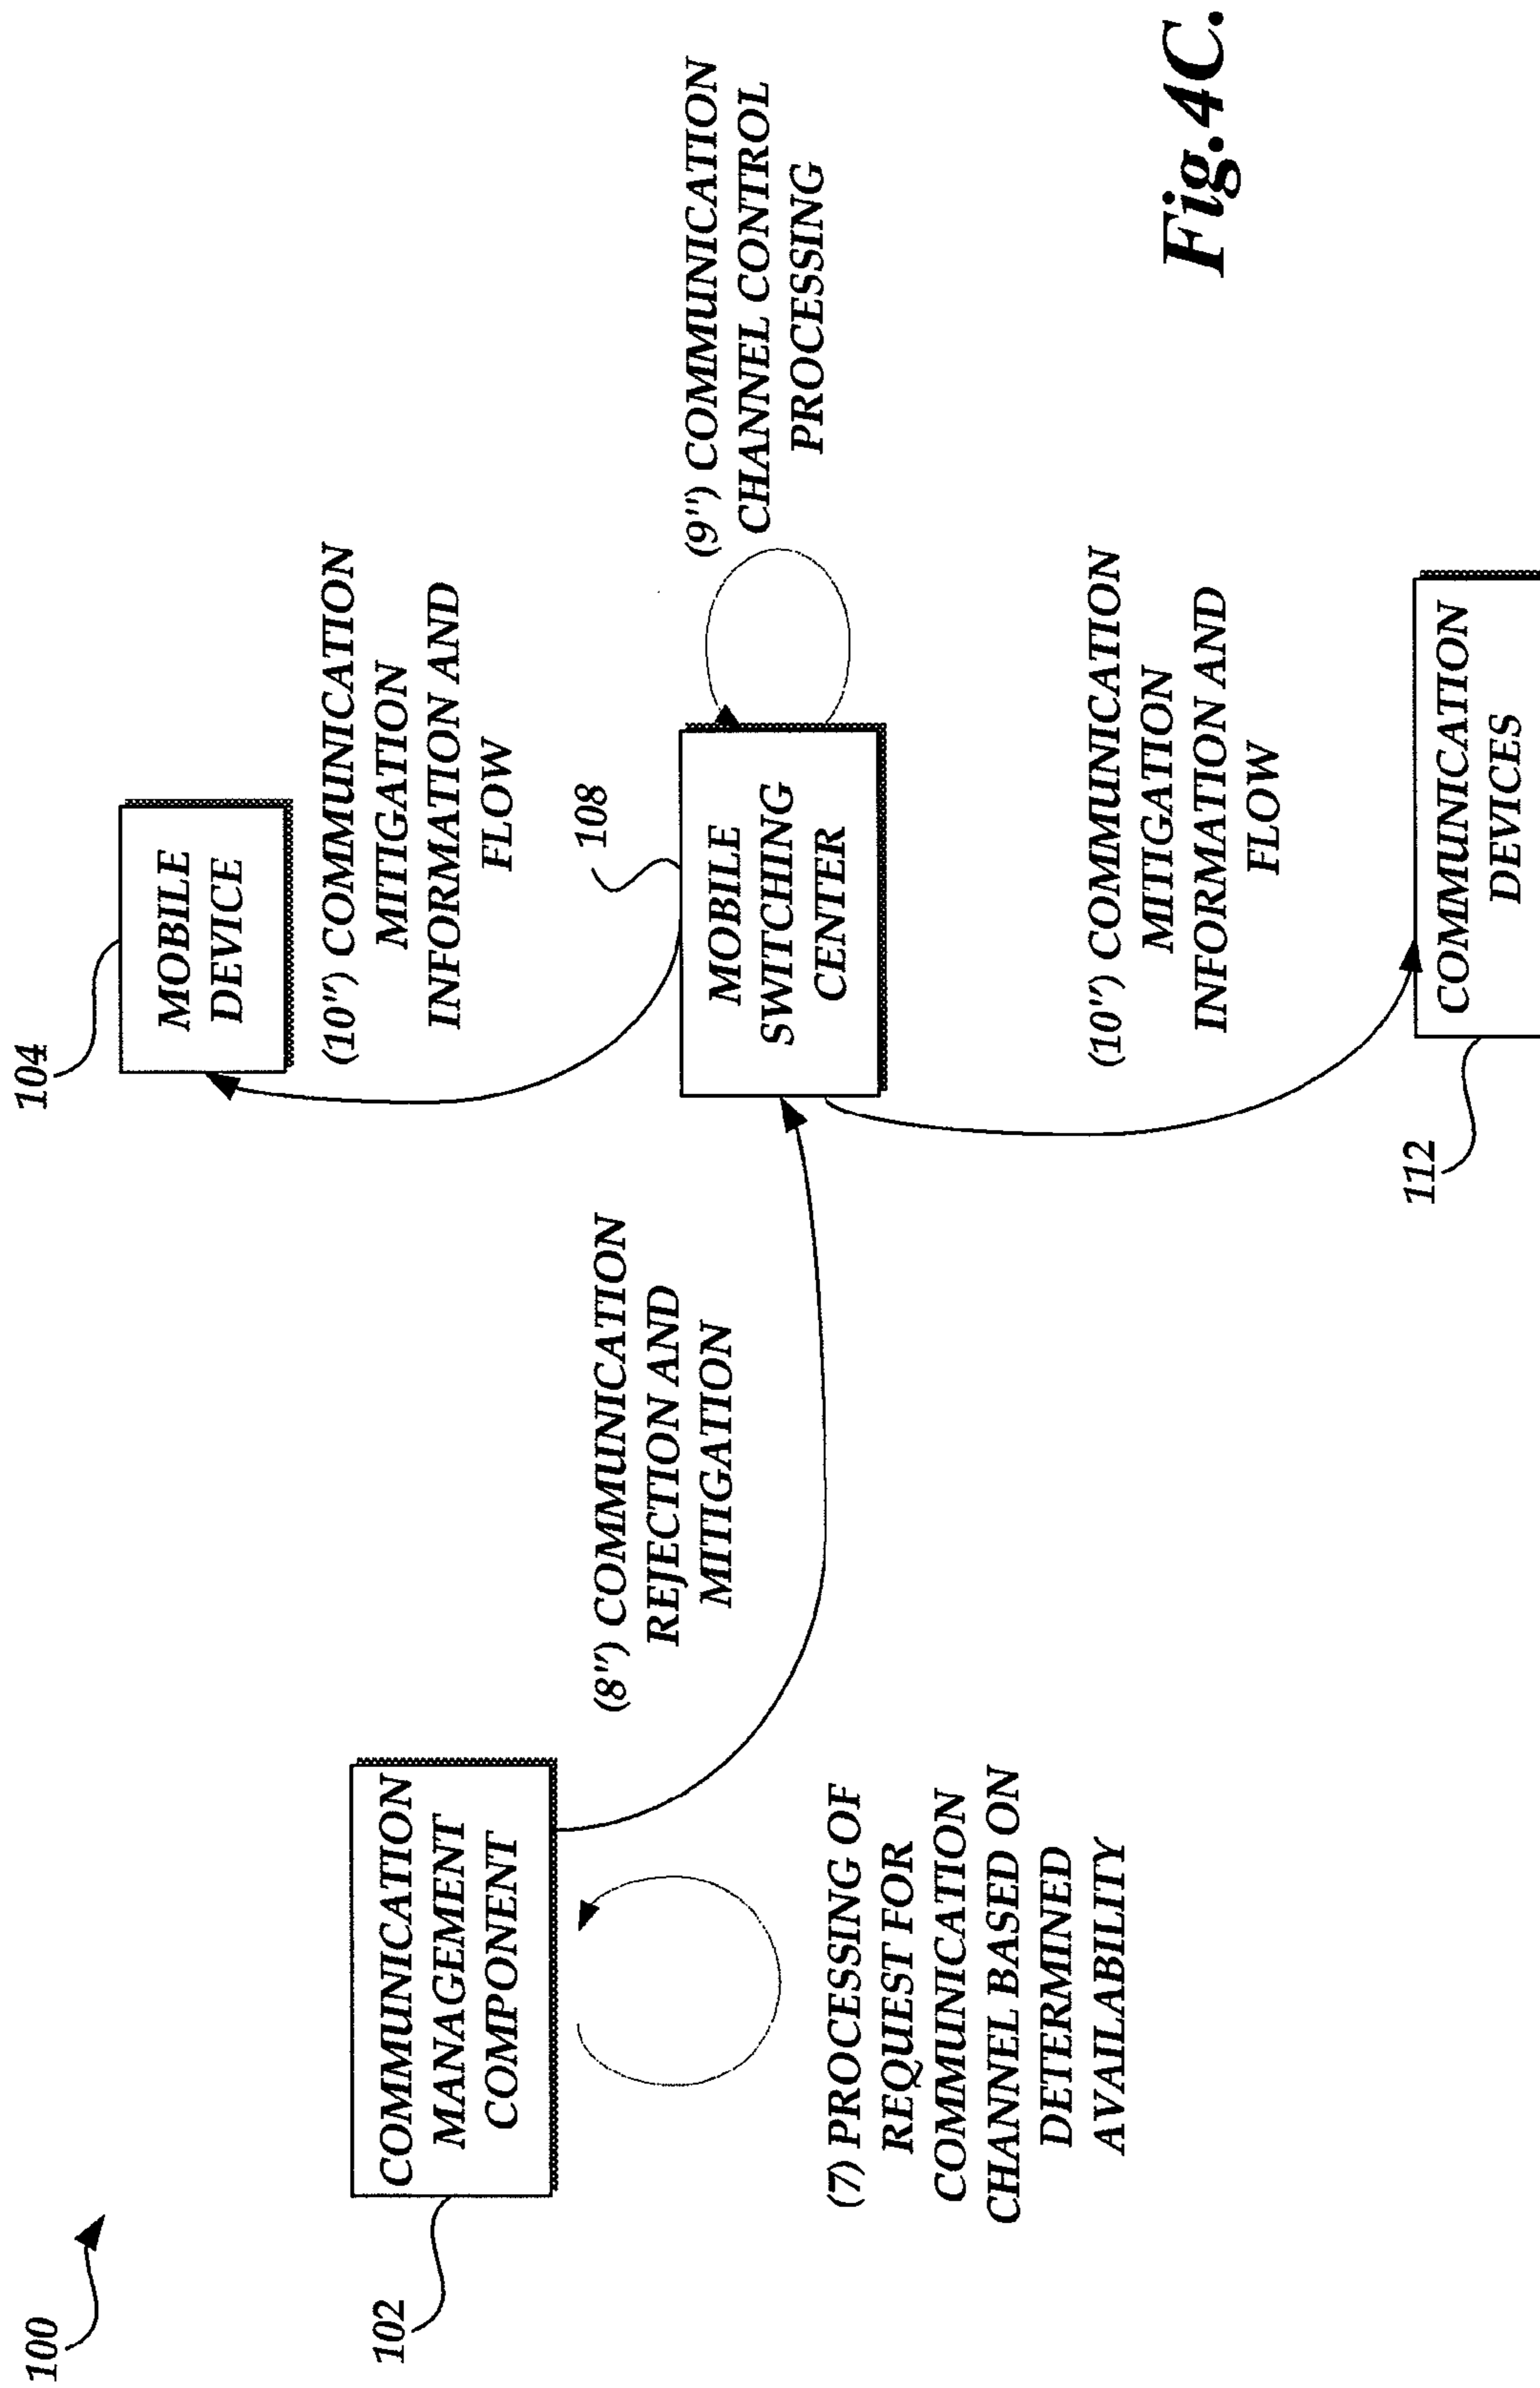 100
104
MOBILE
DEVICE
(10") COMMUNICATION
MITIGATION
INFORMATION AND
FLOW
102
COMMUNICATION
MANAGEMENT
COMPONENT
(8") COMMUNICATION
REJECTION AND
MITIGATION
108
MOBILE
SWITCHING
CENTER
(9") COMMUNICATION
CHANNEL CONTROL
PROCESSING
(7) PROCESSING OF
REQUEST FOR
COMMUNICATION
CHANNEL BASED ON
DETERMINED
AVAILABILITY
(10") COMMUNICATION
MITIGATION
INFORMATION AND
FLOW
112
COMMUNICATION
DEVICES
Fig.4C.